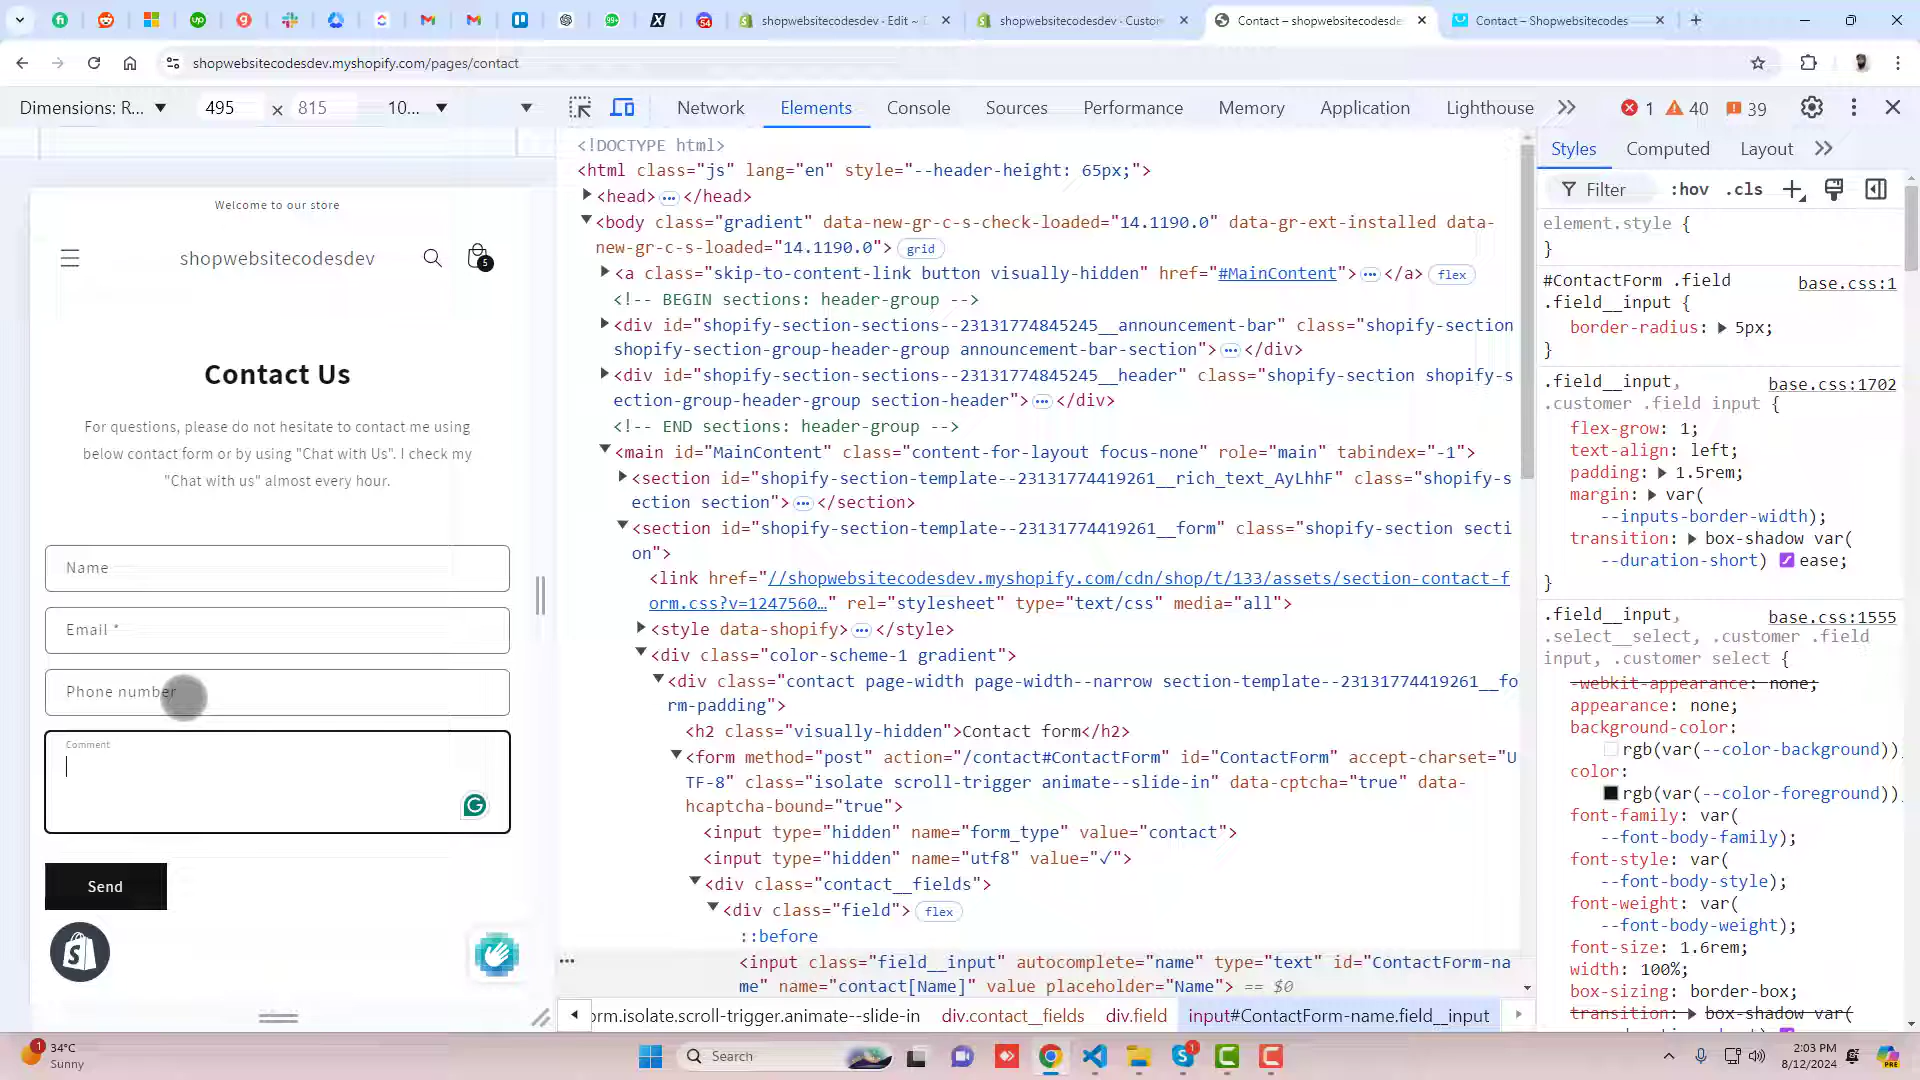 shopwebsitecodesdev - Edit ~
shopwebsitecodesdev - Custom
Contact – shopwebsitecodesde
Contact – Shopwebsitecodes
shopwebsitecodesdev.myshopify.com/pages/contact
Dimensions: R...
495 × 815
10...
Network
Elements
Console
Sources
Performance
Memory
Application
Lighthouse
1
40
39
Welcome to our store
shopwebsitecodesdev
5
Contact Us
For questions, please do not hesitate to contact me using
below contact form or by using "Chat with Us". I check my
"Chat with us" almost every hour.
Name
Email *
Phone number
Comment
Send
<!DOCTYPE html>
<html class="js" lang="en" style="--header-height: 65px;">
<head> ... </head>
<body class="gradient" data-new-gr-c-s-check-loaded="14.1190.0" data-gr-ext-installed data-
new-gr-c-s-loaded="14.1190.0"> grid
<a class="skip-to-content-link button visually-hidden" href="#MainContent"> ... </a> flex
<!-- BEGIN sections: header-group -->
<div id="shopify-section-sections--23131774845245__announcement-bar" class="shopify-section
shopify-section-group-header-group announcement-bar-section"> ... </div>
<div id="shopify-section-sections--23131774845245__header" class="shopify-section shopify-s
ection-group-header-group section-header"> ... </div>
<!-- END sections: header-group -->
<main id="MainContent" class="content-for-layout focus-none" role="main" tabindex="-1">
<section id="shopify-section-template--23131774419261__rich_text_AyLhhF" class="shopify-s
ection section"> ... </section>
<section id="shopify-section-template--23131774419261__form" class="shopify-section secti
on">
<link href="//shopwebsitecodesdev.myshopify.com/cdn/shop/t/133/assets/section-contact-f
orm.css?v=1247560…" rel="stylesheet" type="text/css" media="all">
<style data-shopify> ... </style>
<div class="color-scheme-1 gradient">
<div class="contact page-width page-width--narrow section-template--23131774419261__fo
rm-padding">
<h2 class="visually-hidden">Contact form</h2>
<form method="post" action="/contact#ContactForm" id="ContactForm" accept-charset="U
TF-8" class="isolate scroll-trigger animate--slide-in" data-cptcha="true" data-
hcaptcha-bound="true">
<input type="hidden" name="form_type" value="contact">
<input type="hidden" name="utf8" value="✓">
<div class="contact__fields">
<div class="field"> flex
::before
<input class="field__input" autocomplete="name" type="text" id="ContactForm-na
me" name="contact[Name]" value placeholder="Name"> == $0
orm.isolate.scroll-trigger.animate--slide-in
div.contact__fields
div.field
input#ContactForm-name.field__input
Styles
Computed
Layout
Filter
:hov
.cls
element.style {
}
#ContactForm .field base.css:1
.field__input {
border-radius: 5px;
}
.field__input, base.css:1702
.customer .field input {
flex-grow: 1;
text-align: left;
padding: 1.5rem;
margin: var(
--inputs-border-width);
transition: box-shadow var(
--duration-short) ease;
}
.field__input, base.css:1555
.select__select, .customer .field
input, .customer select {
-webkit-appearance: none;
appearance: none;
background-color:
rgb(var(--color-background))
color:
rgb(var(--color-foreground))
font-family: var(
--font-body-family);
font-style: var(
--font-body-style);
font-weight: var(
--font-body-weight);
font-size: 1.6rem;
width: 100%;
box-sizing: border-box;
transition: box-shadow var(
1
34°C
Sunny
Search
1
2:03 PM
8/12/2024